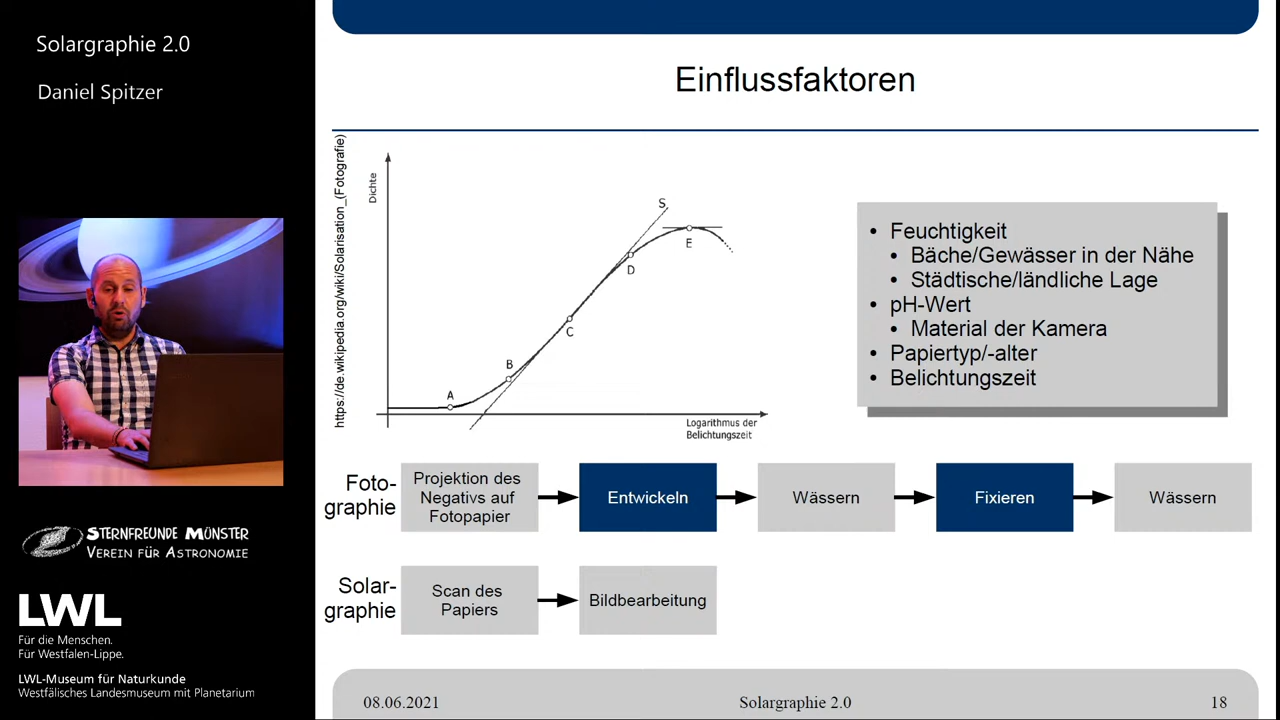 Solargraphie 2.0
Daniel Spitzer
STERNFREUNDE MÜNSTER
VEREIN FÜR ASTRONOMIE
LWL
Für die Menschen.
Für Westfalen-Lippe.
LWL-Museum für Naturkunde
Westfälisches Landesmuseum mit Planetarium
Einflussfaktoren
https://de.wikipedia.org/wiki/Solarisation_(Fotografie)
Dichte
S
E
D
C
B
A
Logarithmus der
Belichtungszeit
• Feuchtigkeit
• Bäche/Gewässer in der Nähe
• Städtische/ländliche Lage
• pH-Wert
• Material der Kamera
• Papiertyp/-alter
• Belichtungszeit
Foto-
graphie
Projektion des
Negativs auf
Fotopapier
Entwickeln
Wässern
Fixieren
Wässern
Solar-
graphie
Scan des
Papiers
Bildbearbeitung
08.06.2021
Solargraphie 2.0
18